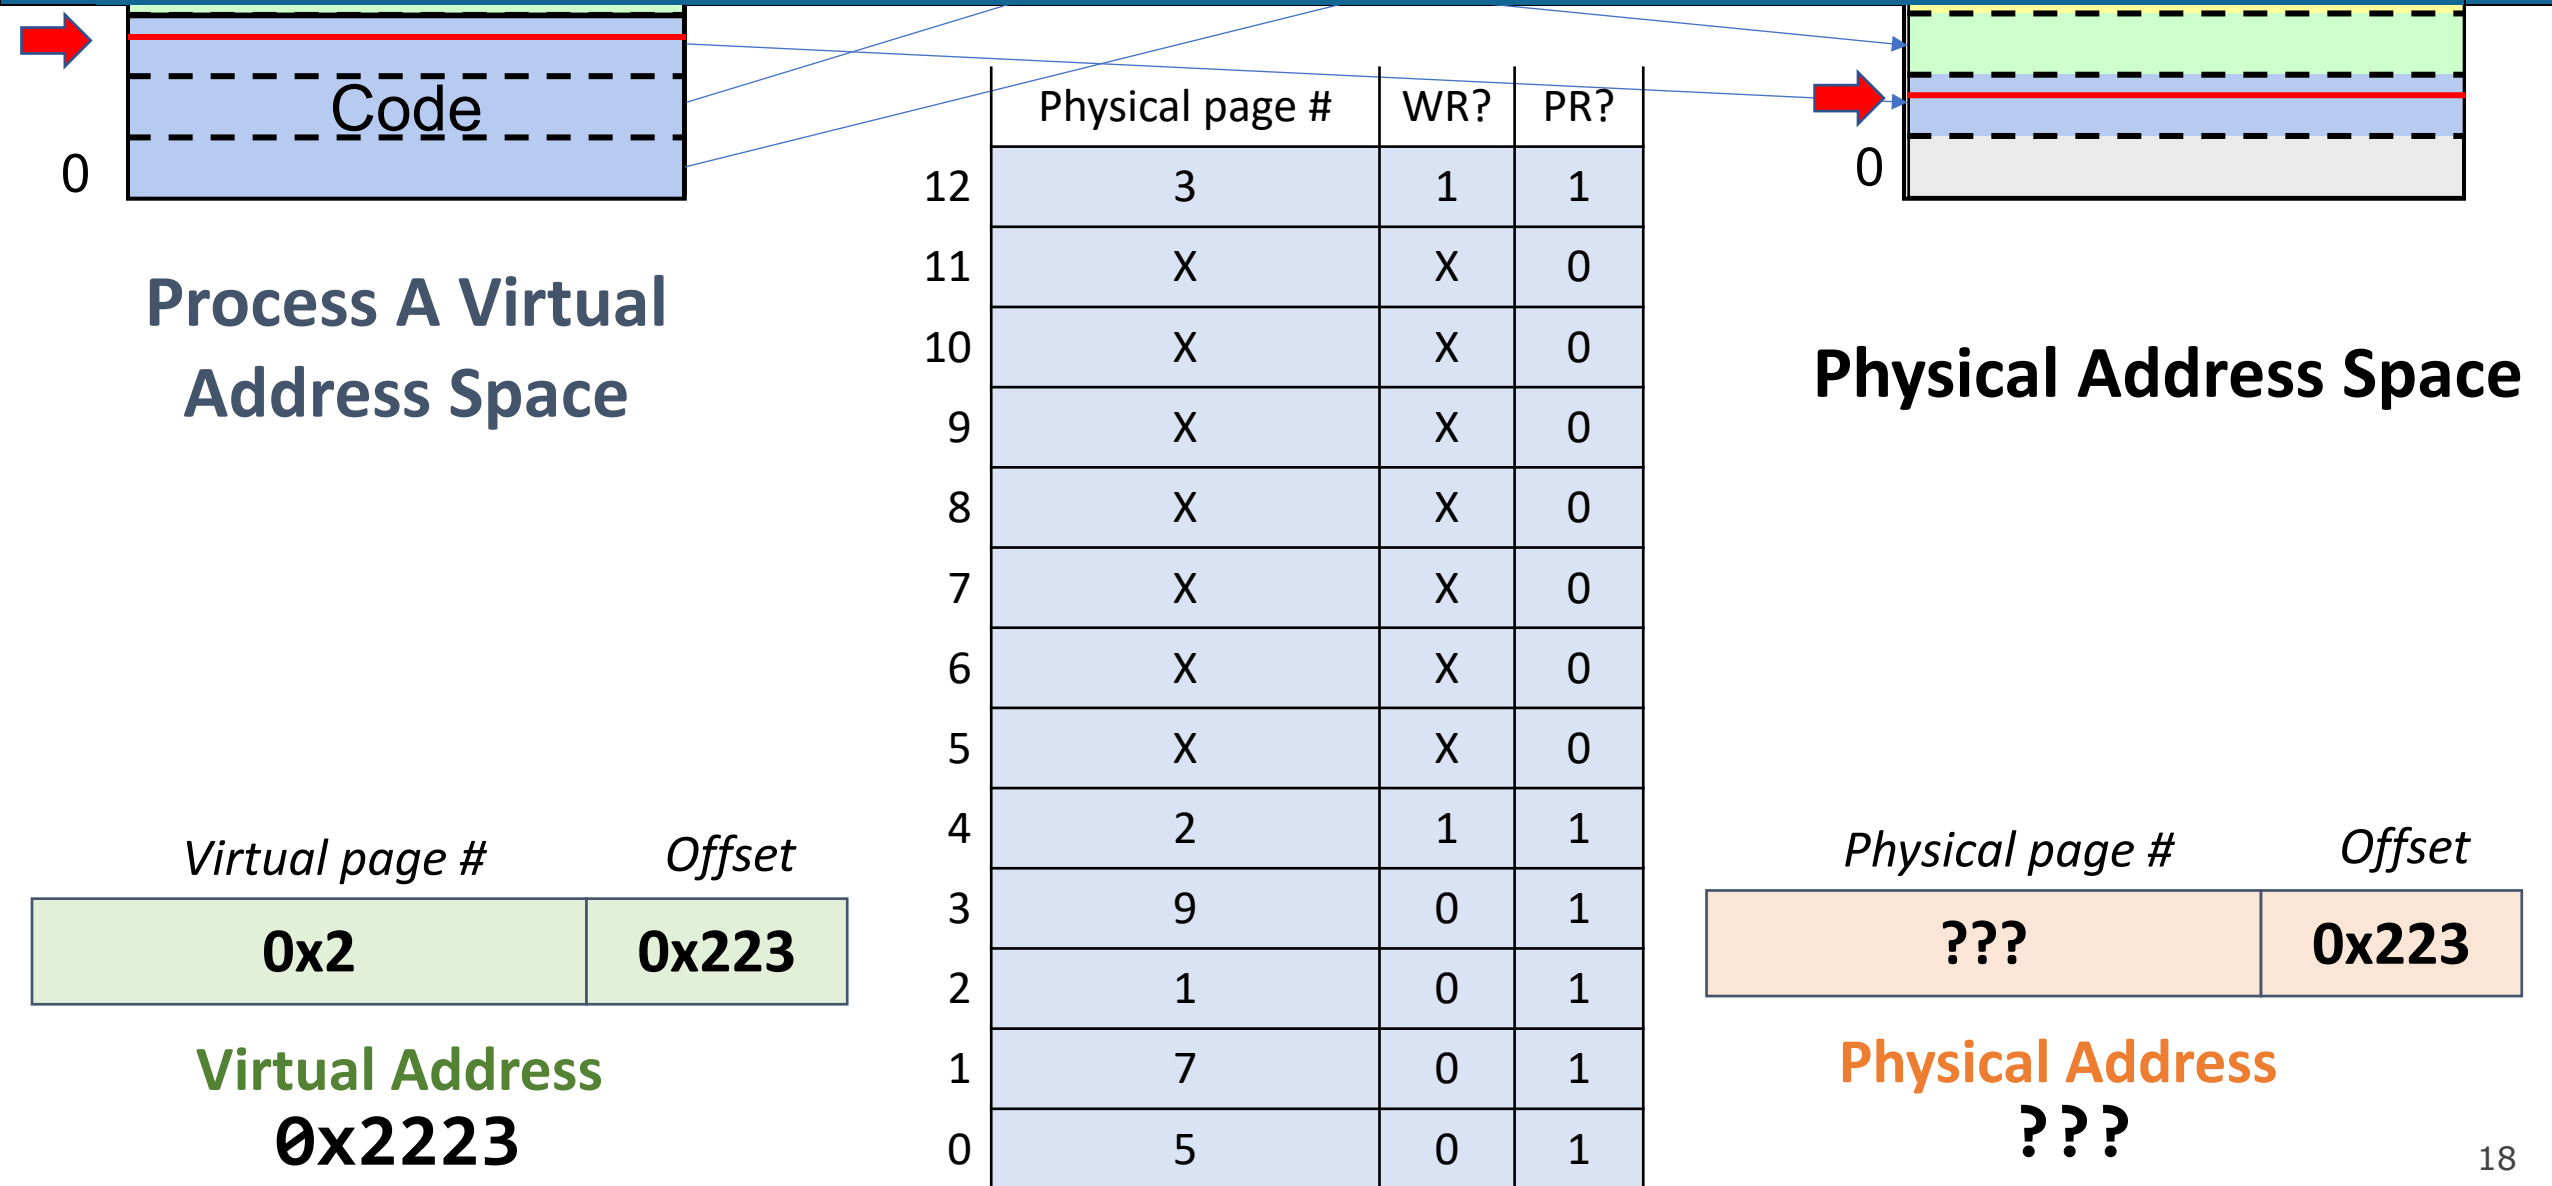 Code
0
Process A Virtual
Address Space
Physical page # WR? PR?
12 3 1 1
11 X X 0
10 X X 0
9 X X 0
8 X X 0
7 X X 0
6 X X 0
5 X X 0
4 2 1 1
3 9 0 1
2 1 0 1
1 7 0 1
0 5 0 1
0
Physical Address Space
Virtual page # Offset
0x2 0x223
Virtual Address
0x2223
Physical page # Offset
??? 0x223
Physical Address
???
18